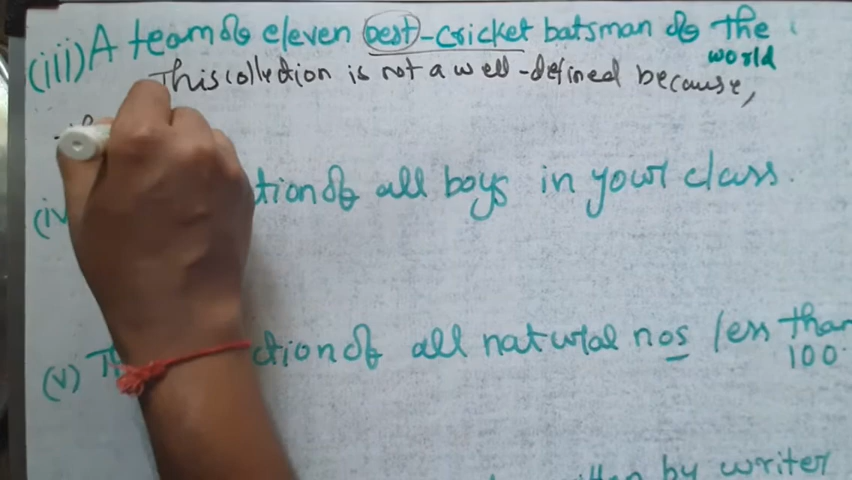 (iii) A team of eleven best-cricket batsman of the
world
This collection is not a well-defined because,
(iv tion of all boys in your class.
(v) T ction of all natural nos less than
100.
by writer